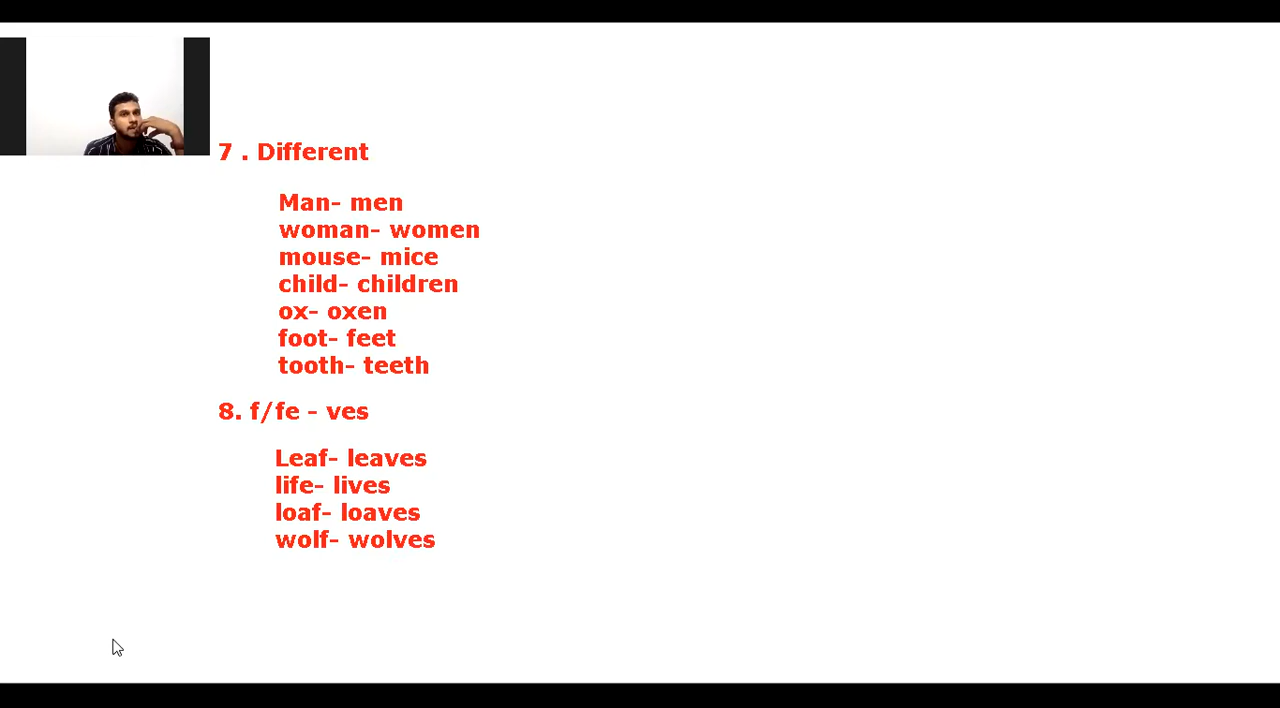 7 . Different
Man- men
woman- women
mouse- mice
child- children
ox- oxen
foot- feet
tooth- teeth
8. f/fe - ves
Leaf- leaves
life- lives
loaf- loaves
wolf- wolves